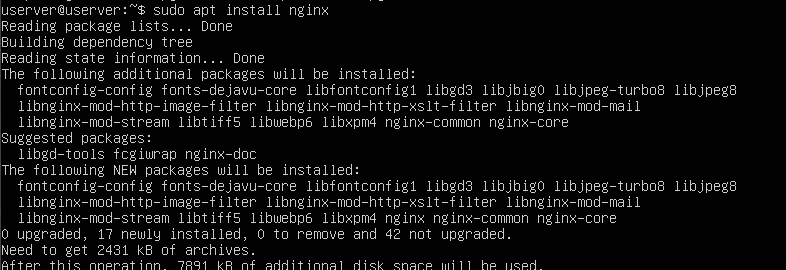 userver@userver:~$ sudo apt install nginx
Reading package lists... Done
Building dependency tree
Reading state information... Done
The following additional packages will be installed:
  fontconfig-config fonts-dejavu-core libfontconfig1 libgd3 libjbig0 libjpeg-turbo8 libjpeg8
  libnginx-mod-http-image-filter libnginx-mod-http-xslt-filter libnginx-mod-mail
  libnginx-mod-stream libtiff5 libwebp6 libxpm4 nginx-common nginx-core
Suggested packages:
  libgd-tools fcgiwrap nginx-doc
The following NEW packages will be installed:
  fontconfig-config fonts-dejavu-core libfontconfig1 libgd3 libjbig0 libjpeg-turbo8 libjpeg8
  libnginx-mod-http-image-filter libnginx-mod-http-xslt-filter libnginx-mod-mail
  libnginx-mod-stream libtiff5 libwebp6 libxpm4 nginx nginx-common nginx-core
0 upgraded, 17 newly installed, 0 to remove and 42 not upgraded.
Need to get 2431 kB of archives.
After this operation, 7891 kB of additional disk space will be used.